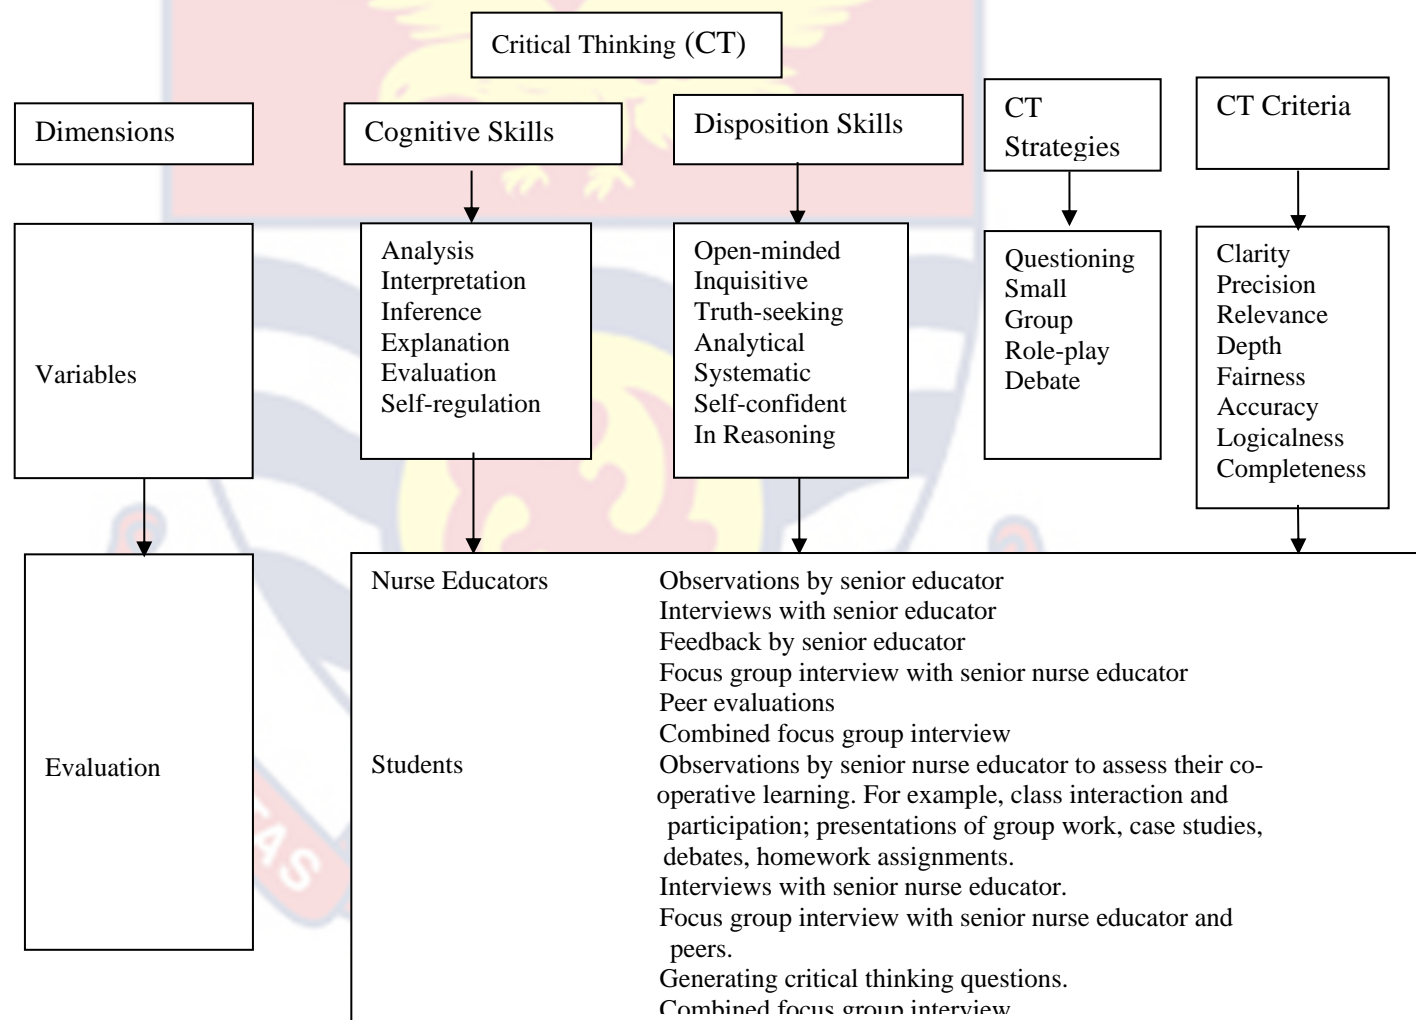 Critical Thinking (CT)
Dimensions
Cognitive Skills
Disposition Skills
CT
Strategies
CT Criteria
Variables
Analysis
Interpretation
Inference
Explanation
Evaluation
Self-regulation
Open-minded
Inquisitive
Truth-seeking
Analytical
Systematic
Self-confident
In Reasoning
Questioning
Small
Group
Role-play
Debate
Clarity
Precision
Relevance
Depth
Fairness
Accuracy
Logicalness
Completeness
Evaluation
Nurse Educators
Observations by senior educator
Interviews with senior educator
Feedback by senior educator
Focus group interview with senior nurse educator
Peer evaluations
Combined focus group interview
Students
Observations by senior nurse educator to assess their co-
operative learning. For example, class interaction and
participation; presentations of group work, case studies,
debates, homework assignments.
Interviews with senior nurse educator.
Focus group interview with senior nurse educator and
peers.
Generating critical thinking questions.
Combined focus group interview
TAS